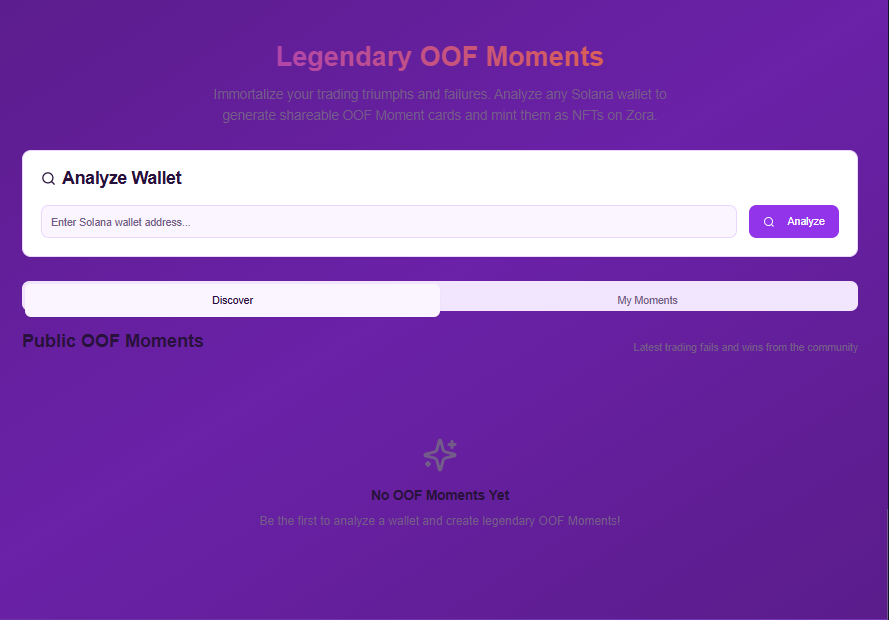 Legendary OOF Moments
Immortalize your trading triumphs and failures. Analyze any Solana wallet to
generate shareable OOF Moment cards and mint them as NFTs on Zora.
Analyze Wallet
Enter Solana wallet address...
Analyze
Discover
My Moments
Public OOF Moments
Latest trading fails and wins from the community
No OOF Moments Yet
Be the first to analyze a wallet and create legendary OOF Moments!